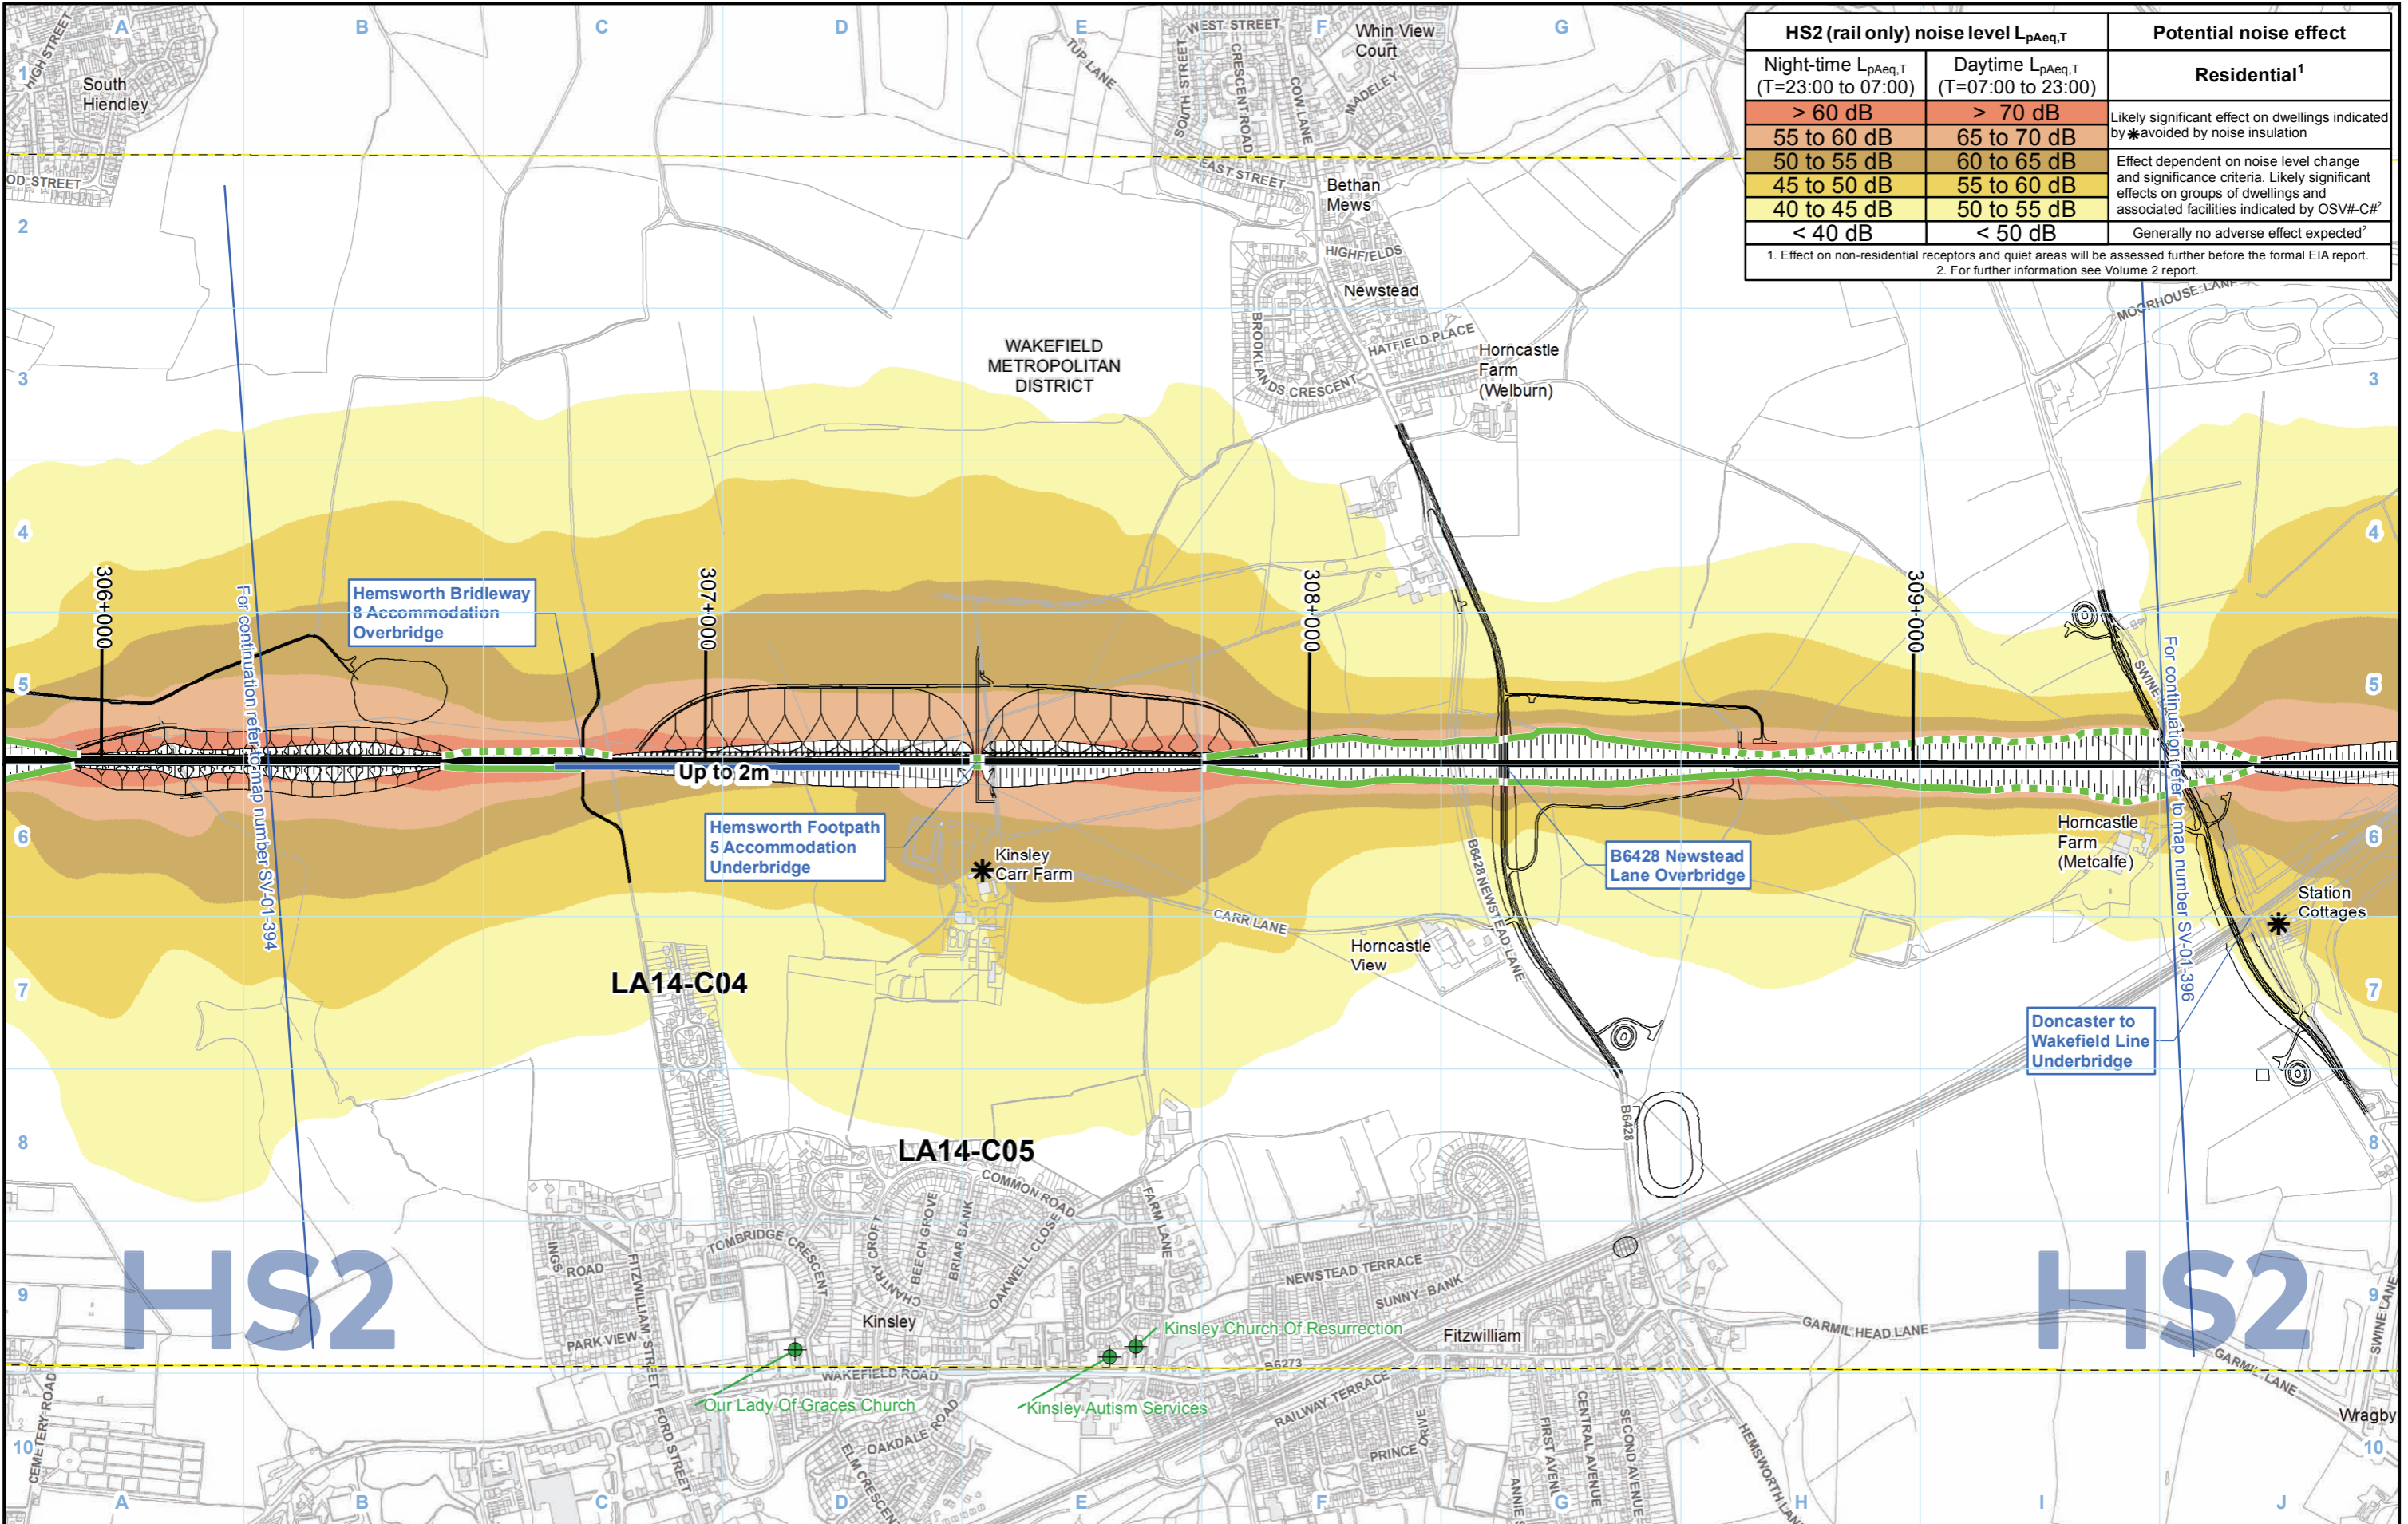 A
B
C
D
E
F
G
HS2 (rail only) noise level LpAeq,T
Potential noise effect
Night-time LpAeq,T
(T=23:00 to 07:00)
Daytime LpAeq,T
(T=07:00 to 23:00)
Residential1
> 60 dB
> 70 dB
Likely significant effect on dwellings indicated
by ✱ avoided by noise insulation
55 to 60 dB
65 to 70 dB
50 to 55 dB
60 to 65 dB
Effect dependent on noise level change
and significance criteria. Likely significant
effects on groups of dwellings and
associated facilities indicated by OSV#-C#2
45 to 50 dB
55 to 60 dB
40 to 45 dB
50 to 55 dB
< 40 dB
< 50 dB
Generally no adverse effect expected2
1. Effect on non-residential receptors and quiet areas will be assessed further before the formal EIA report.
2. For further information see Volume 2 report.
1
HIGH STREET
South
Hiendley
OD STREET
TUP LANE
WEST STREET
SOUTH STREET
CRESCENT ROAD
COW LANE
Whin View
Court
MADELEY
EAST STREET
Bethan
Mews
2
HIGHFIELDS
Newstead
BROOKLANDS CRESCENT
HATFIELD PLACE
Horncastle
Farm
(Welburn)
MOORHOUSE LANE
WAKEFIELD
METROPOLITAN
DISTRICT
3
3
4
4
306+000
307+000
308+000
309+000
Hemsworth Bridleway
8 Accommodation
Overbridge
For continuation refer to map number SV-01-394
For continuation refer to map number SV-01-396
SWINE
5
5
Up to 2m
6
6
Hemsworth Footpath
5 Accommodation
Underbridge
Kinsley
Carr Farm
B6428 NEWSTEAD LANE
B6428 Newstead
Lane Overbridge
Horncastle
Farm
(Metcalfe)
Station
Cottages
CARR LANE
Horncastle
View
LA14-C04
7
7
Doncaster to
Wakefield Line
Underbridge
B6428
8
8
LA14-C05
COMMON ROAD
FARM LANE
INGS ROAD
FITZWILLIAM STREET
TOMBRIDGE CRESCENT
CHANTRY CROFT
BEECH GROVE
BRIAR BANK
OAKWELL CLOSE
NEWSTEAD TERRACE
SUNNY BANK
HS2
HS2
9
9
PARK VIEW
Kinsley
Kinsley Church Of Resurrection
Fitzwilliam
GARMIL HEAD LANE
GARMIL LANE
SWINE LANE
B6273
WAKEFIELD ROAD
Our Lady Of Graces Church
Kinsley Autism Services
RAILWAY TERRACE
CEMETERY ROAD
FORD STREET
OAKDALE ROAD
ELM CRESCENT
PRINCE
DRIVE
FIRST AVENUE
CENTRAL AVENUE
SECOND AVENUE
HEMSWORTH LANE
Wragby
10
10
ANNIE S
A
B
C
D
E
F
G
H
I
J